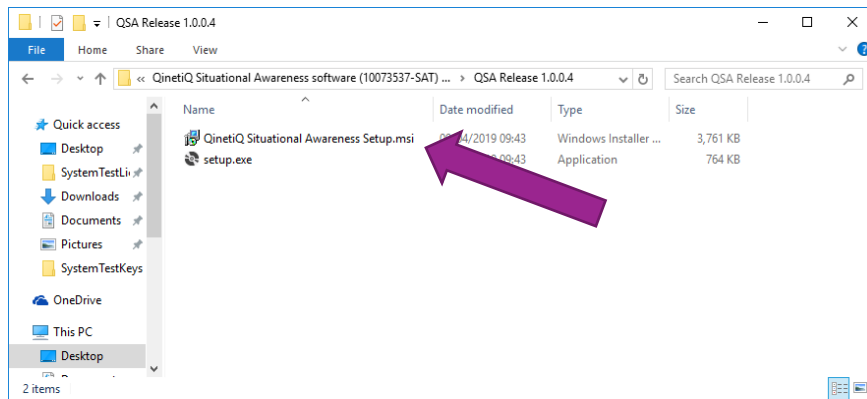 QSA Release 1.0.0.4
File Home Share View
« QinetiQ Situational Awareness software (10073537-SAT) ... > QSA Release 1.0.0.4 Search QSA Release 1.0.0.4
Name Date modified Type Size
Quick access
QinetiQ Situational Awareness Setup.msi 09:43 Windows Installer ... 3,761 KB
Desktop
setup.exe 09:43 Application 764 KB
SystemTestLi
Downloads
Documents
Pictures
SystemTestKeys
OneDrive
This PC
Desktop
2 items